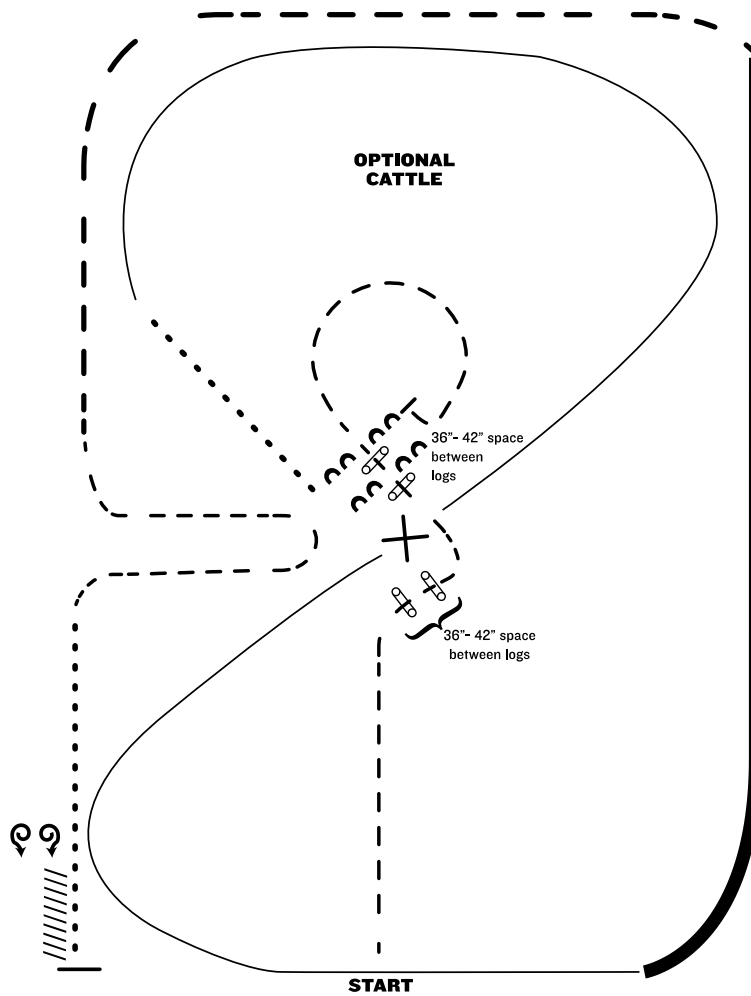 OPTIONAL
CATTLE
36”- 42” space
between
logs
36”- 42” space
between logs
START